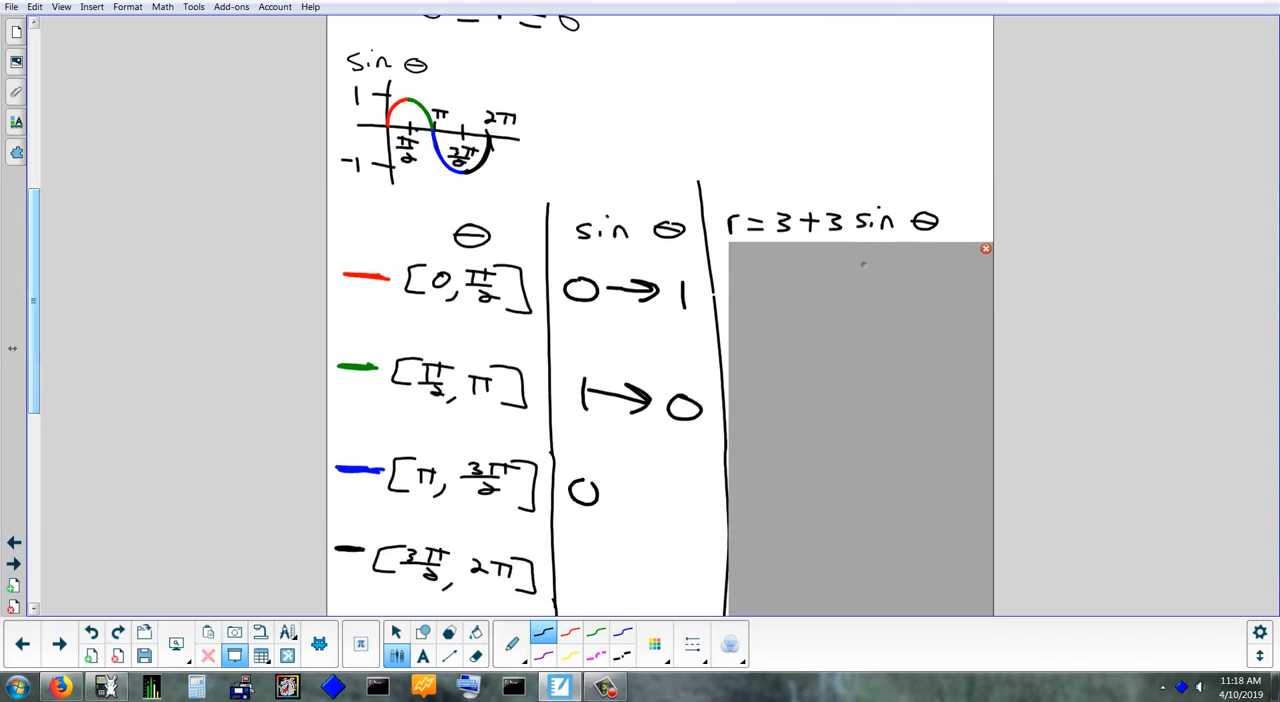 File Edit View Insert Format Math Tools Add-ons Account Help
sin θ
1
π
2π
π/2
3π/2
-1
θ
sin θ
r = 3 + 3 sin θ
[0, π/2]
0 → 1
[π/2, π]
1 → 0
[π, 3π/2]
0
[3π/2, 2π]
11:18 AM
4/10/2019